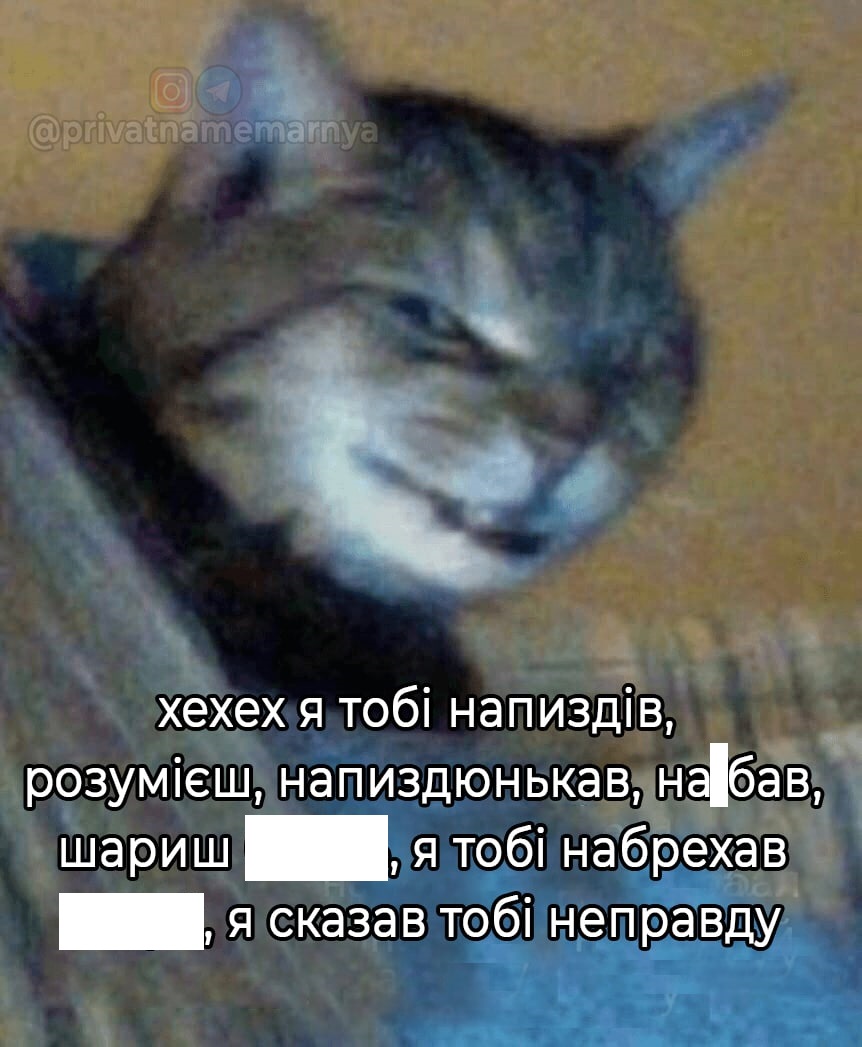 @privatnamemarnya
хехех я тобі напиздів,
розумієш, напиздюнькав, на бав,
шариш , я тобі набрехав
, я сказав тобі неправду